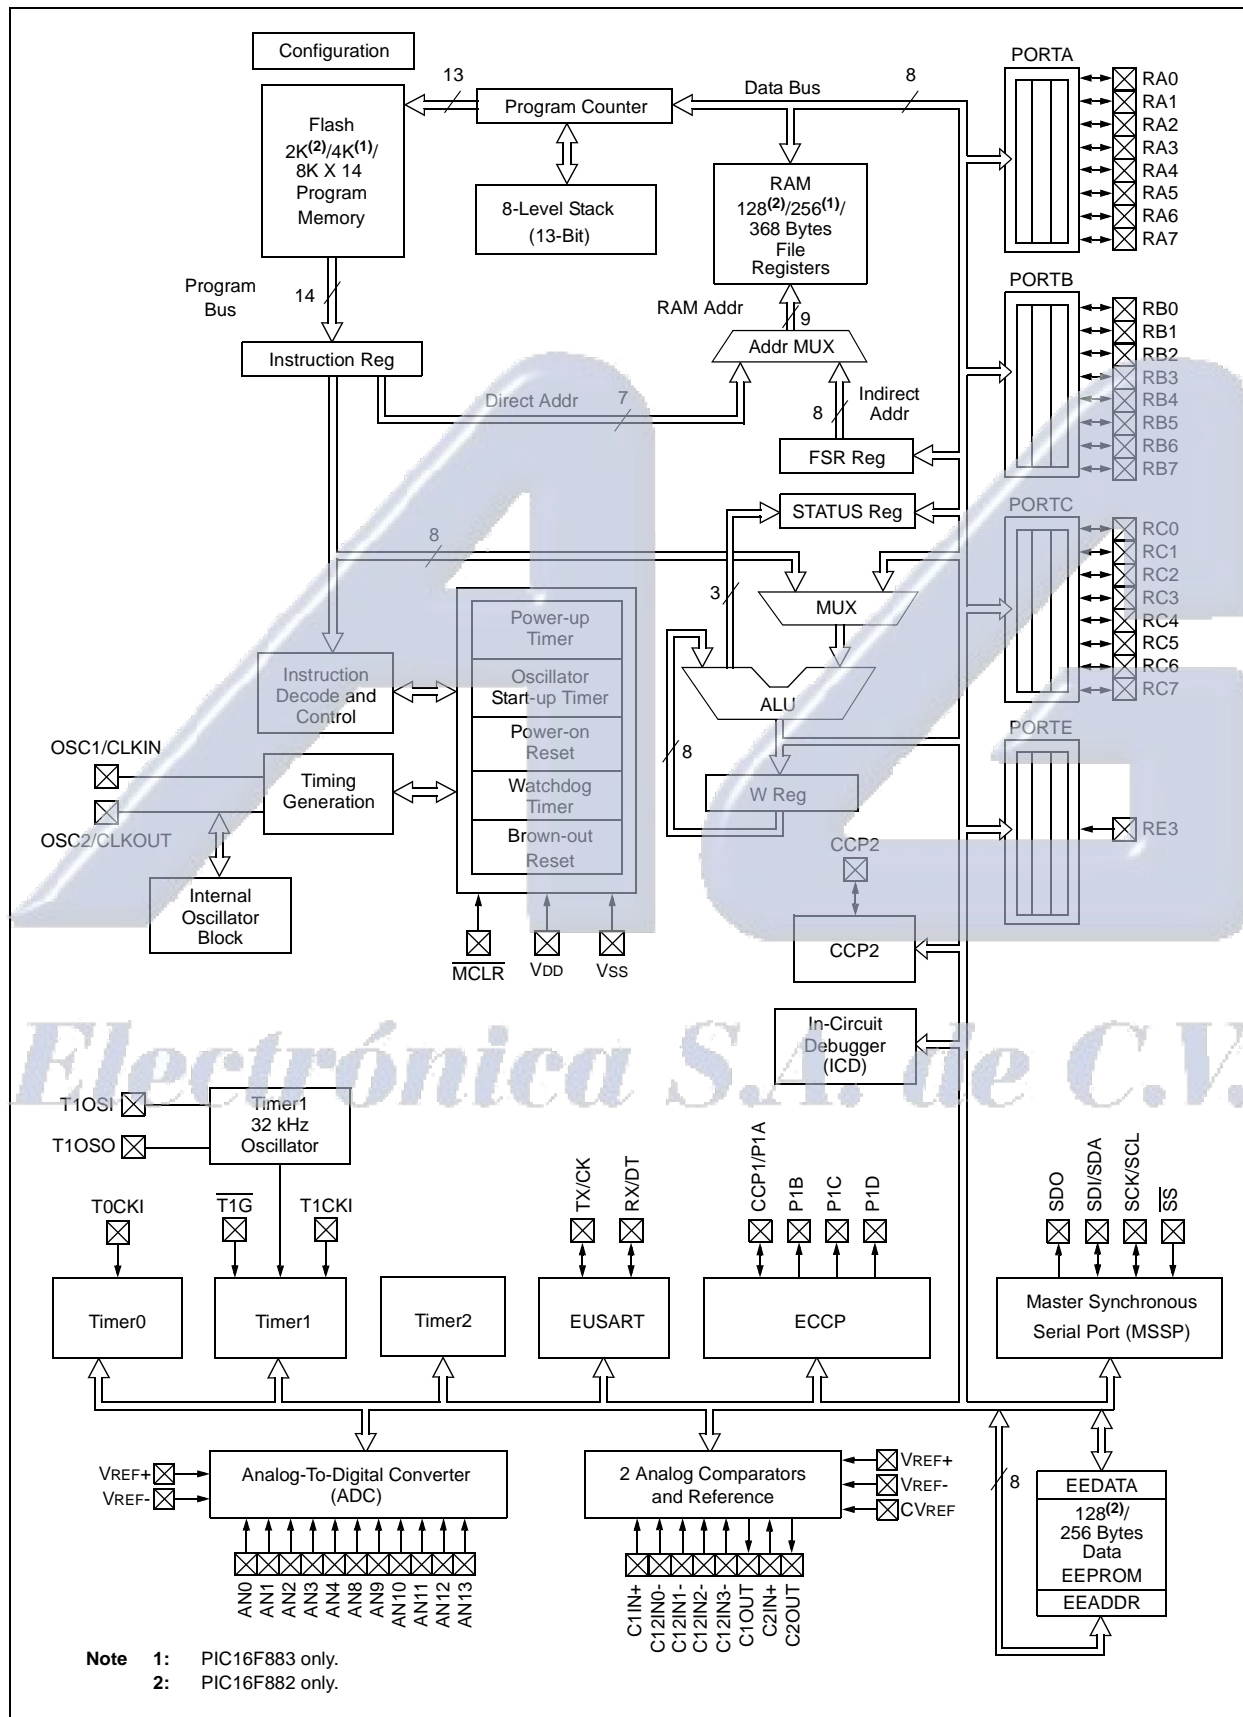 Configuration
13
Data Bus
8
PORTA
Flash
2K(2)/4K(1)/
8K X 14
Program
Memory
Program Counter
8-Level Stack
(13-Bit)
RAM
128(2)/256(1)/
368 Bytes
File
Registers
RA0
RA1
RA2
RA3
RA4
RA5
RA6
RA7
Program
Bus
14
RAM Addr
9
PORTB
Instruction Reg
Addr MUX
RB0
RB1
RB2
RB3
RB4
RB5
RB6
RB7
Direct Addr
7
8
Indirect
Addr
FSR Reg
STATUS Reg
PORTC
8
3
MUX
RC0
RC1
RC2
RC3
RC4
RC5
RC6
RC7
Power-up
Timer
Oscillator
Start-up Timer
Power-on
Reset
Watchdog
Timer
Brown-out
Reset
Instruction
Decode and
Control
ALU
PORTE
OSC1/CLKIN
Timing
Generation
8
W Reg
OSC2/CLKOUT
RE3
CCP2
Internal
Oscillator
Block
CCP2
MCLR
VDD
VSS
In-Circuit
Debugger
(ICD)
Electrónica S.A. de C.V.
T1OSI
T1OSO
Timer1
32 kHz
Oscillator
T0CKI
T1G
T1CKI
TX/CK
RX/DT
CCP1/P1A
P1B
P1C
P1D
SDO
SDI/SDA
SCK/SCL
SS
Timer0
Timer1
Timer2
EUSART
ECCP
Master Synchronous
Serial Port (MSSP)
VREF+
VREF-
Analog-To-Digital Converter
(ADC)
2 Analog Comparators
and Reference
VREF+
VREF-
CVREF
8
EEDATA
128(2)/
256 Bytes
Data
EEPROM
EEADDR
AN0
AN1
AN2
AN3
AN4
AN8
AN9
AN10
AN11
AN12
AN13
C1IN+
C12IN0-
C12IN1-
C12IN2-
C12IN3-
C1OUT
C2IN+
C2OUT
Note 1: PIC16F883 only.
2: PIC16F882 only.